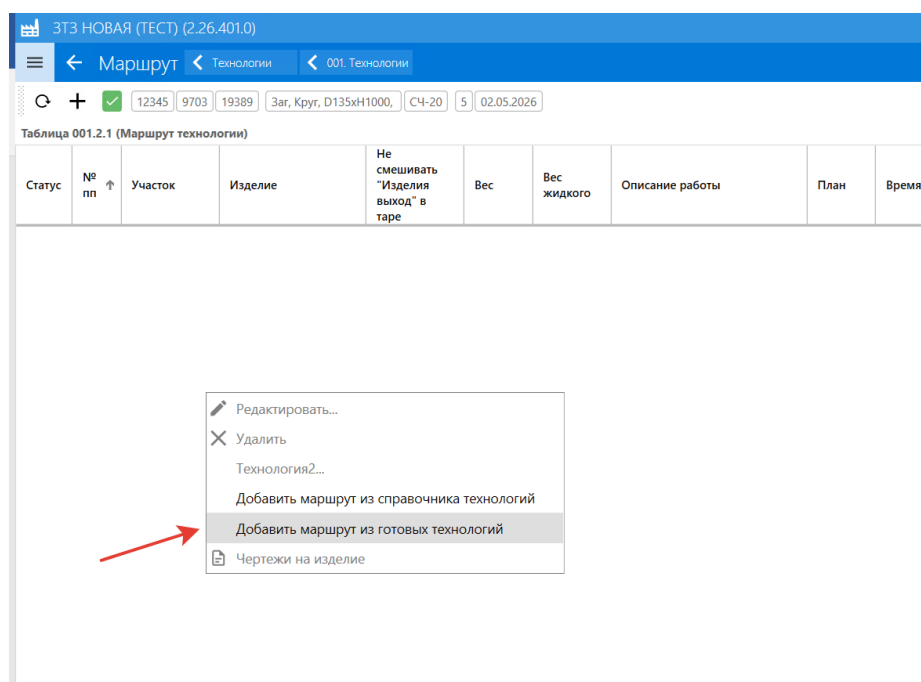 ЗТЗ НОВАЯ (ТЕСТ) (2.26.401.0)
Маршрут Технологии 001. Технологии
12345 9703 19389 Заг, Круг, D135хН1000, СЧ-20 5 02.05.2026
Таблица 001.2.1 (Маршрут технологии)
Статус
№
пп
Участок
Изделие
Не
смешивать
"Изделия
выход" в
таре
Вес
Вес
жидкого
Описание работы
План
Время
Редактировать...
Удалить
Технология2...
Добавить маршрут из справочника технологий
Добавить маршрут из готовых технологий
Чертежи на изделие